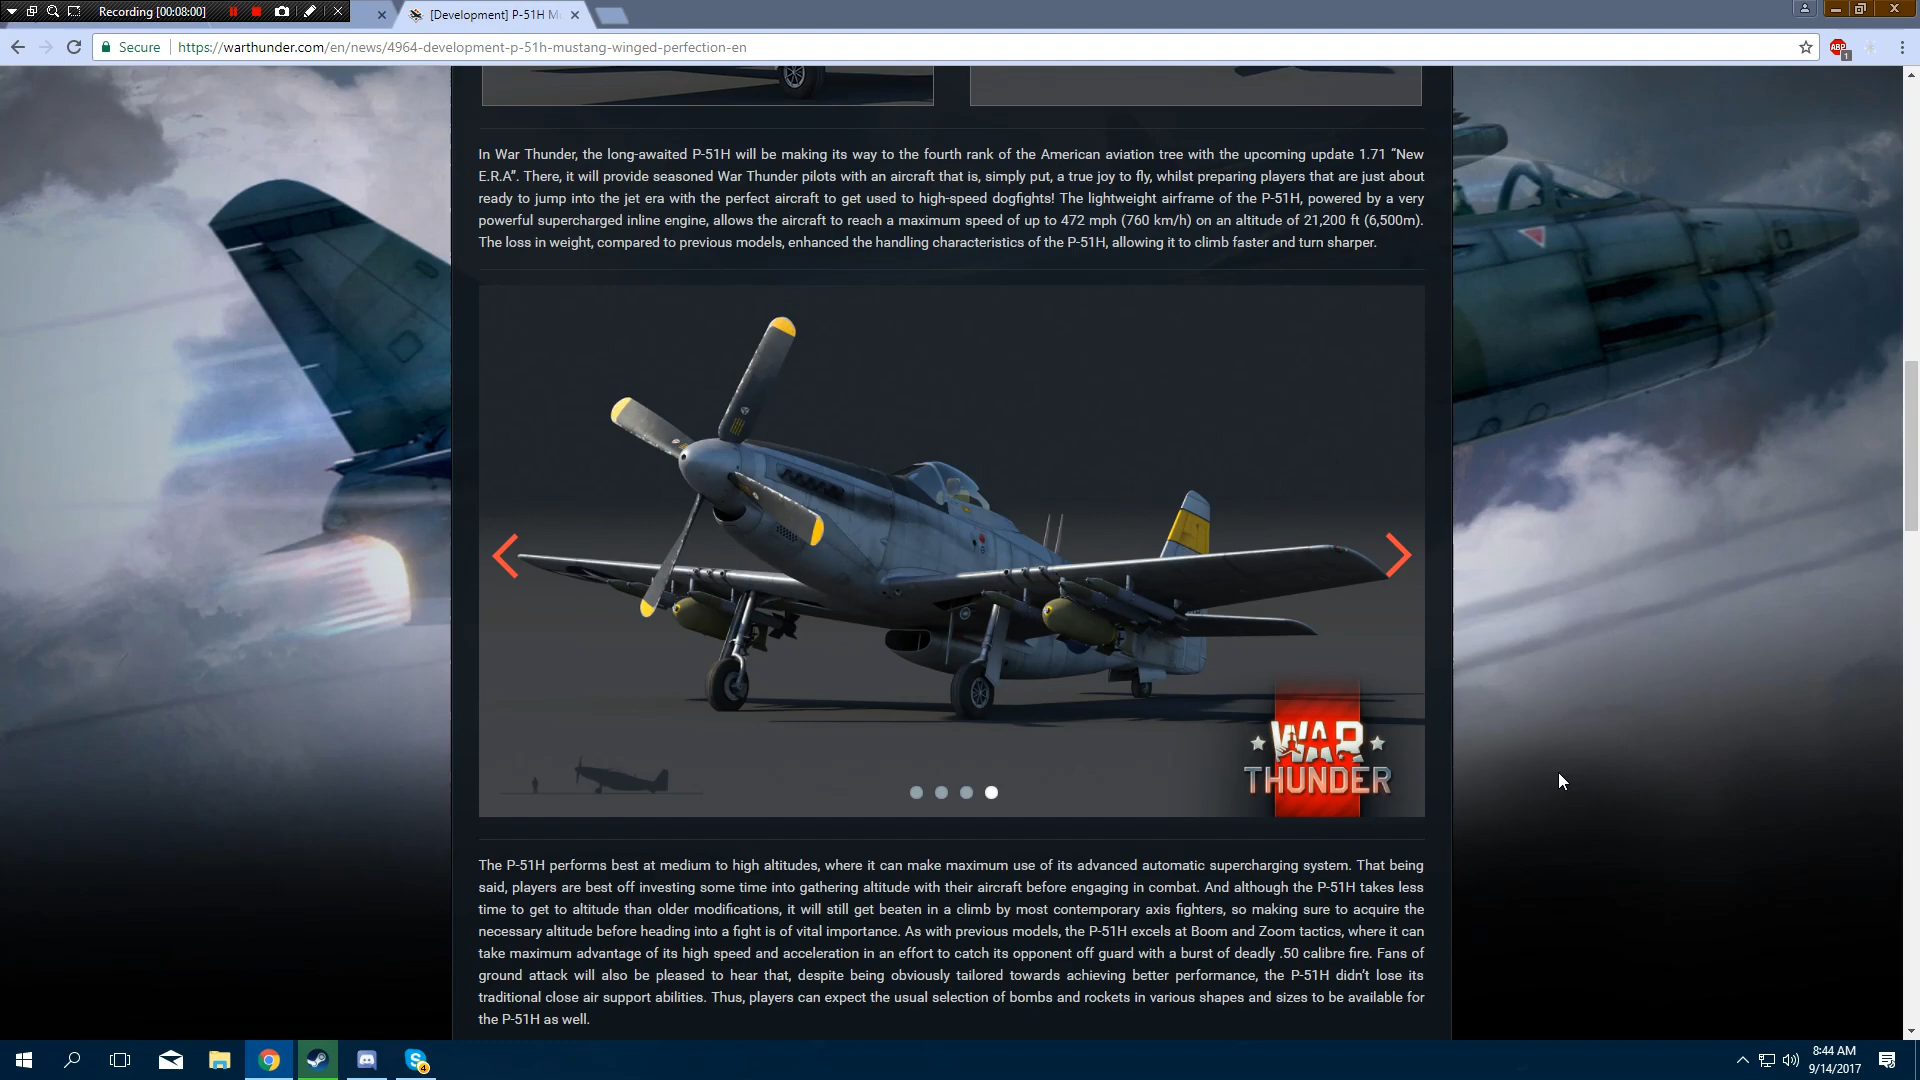 Recording [00:08:00]
[Development] P-51H M
Secure
https://warthunder.com/en/news/4964-development-p-51h-mustang-winged-perfection-en
ABP
1
In War Thunder, the long-awaited P-51H will be making its way to the fourth rank of the American aviation tree with the upcoming update 1.71 “New
E.R.A”. There, it will provide seasoned War Thunder pilots with an aircraft that is, simply put, a true joy to fly, whilst preparing players that are just about
ready to jump into the jet era with the perfect aircraft to get used to high-speed dogfights! The lightweight airframe of the P-51H, powered by a very
powerful supercharged inline engine, allows the aircraft to reach a maximum speed of up to 472 mph (760 km/h) on an altitude of 21,200 ft (6,500m).
The loss in weight, compared to previous models, enhanced the handling characteristics of the P-51H, allowing it to climb faster and turn sharper.
WAR
THUNDER
The P-51H performs best at medium to high altitudes, where it can make maximum use of its advanced automatic supercharging system. That being
said, players are best off investing some time into gathering altitude with their aircraft before engaging in combat. And although the P-51H takes less
time to get to altitude than older modifications, it will still get beaten in a climb by most contemporary axis fighters, so making sure to acquire the
necessary altitude before heading into a fight is of vital importance. As with previous models, the P-51H excels at Boom and Zoom tactics, where it can
take maximum advantage of its high speed and acceleration in an effort to catch its opponent off guard with a burst of deadly .50 calibre fire. Fans of
ground attack will also be pleased to hear that, despite being obviously tailored towards achieving better performance, the P-51H didn’t lose its
traditional close air support abilities. Thus, players can expect the usual selection of bombs and rockets in various shapes and sizes to be available for
the P-51H as well.
4
8:44 AM
9/14/2017